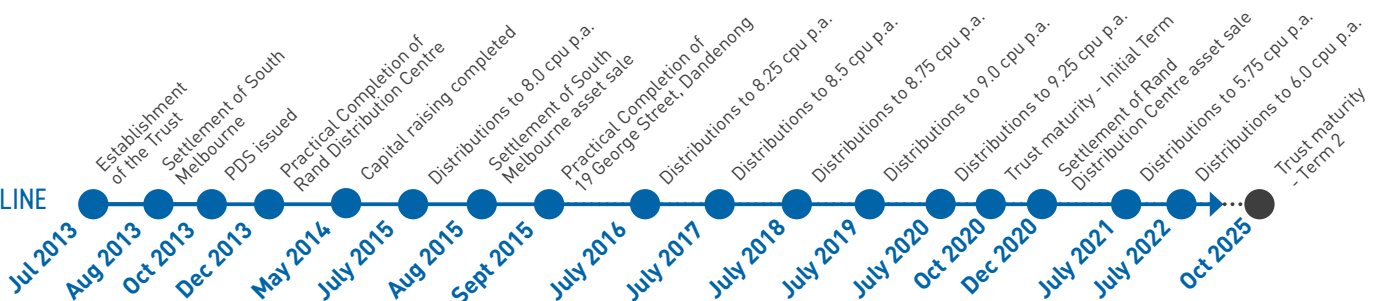 Establishment
of the Trust
Settlement of South
Melbourne
PDS issued
Practical Completion of
Rand Distribution Centre
Capital raising completed
Distributions to 8.0 cpu p.a.
Settlement of South
Melbourne asset sale
Practical Completion of
19 George Street, Dandenong
Distributions to 8.25 cpu p.a.
Distributions to 8.5 cpu p.a.
Distributions to 8.75 cpu p.a.
Distributions to 9.0 cpu p.a.
Distributions to 9.25 cpu p.a.
Trust maturity - Initial Term
Settlement of Rand
Distribution Centre asset sale
Distributions to 5.75 cpu p.a.
Distributions to 6.0 cpu p.a.
Trust maturity
- Term 2
LINE
Jul 2013
Aug 2013
Oct 2013
Dec 2013
May 2014
July 2015
Aug 2015
Sept 2015
July 2016
July 2017
July 2018
July 2019
July 2020
Oct 2020
Dec 2020
July 2021
July 2022
Oct 2025